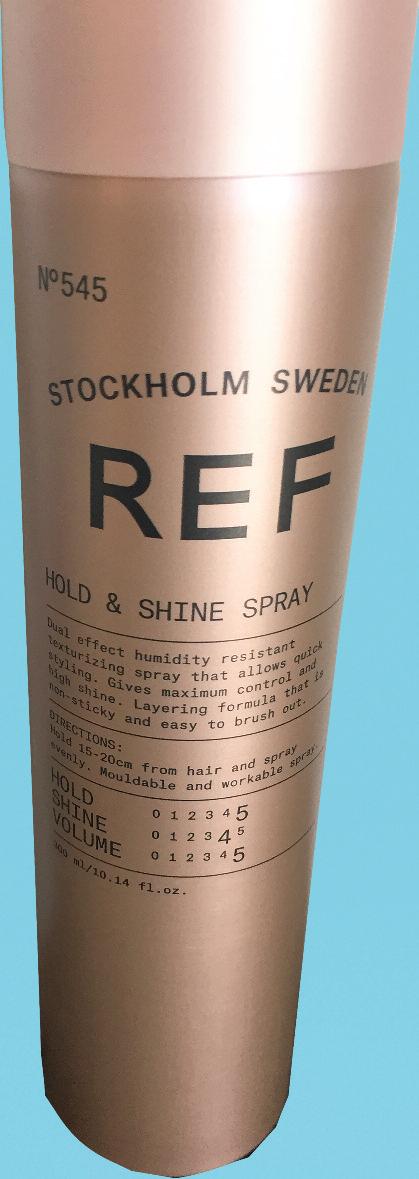 Nº545
STOCKHOLM SWEDEN
REF
HOLD & SHINE SPRAY
Dual effect humidity resistant
texturizing spray that allows quick
styling. Gives maximum control and
high shine. Layering formula that is
non-sticky and easy to brush out.
DIRECTIONS:
Hold 15-20cm from hair and spray
evenly. Mouldable and workable spray.
HOLD 0 1 2 3 4 5
SHINE 0 1 2 3 4 5
VOLUME 0 1 2 3 4 5
300 ml/10.14 fl.oz.